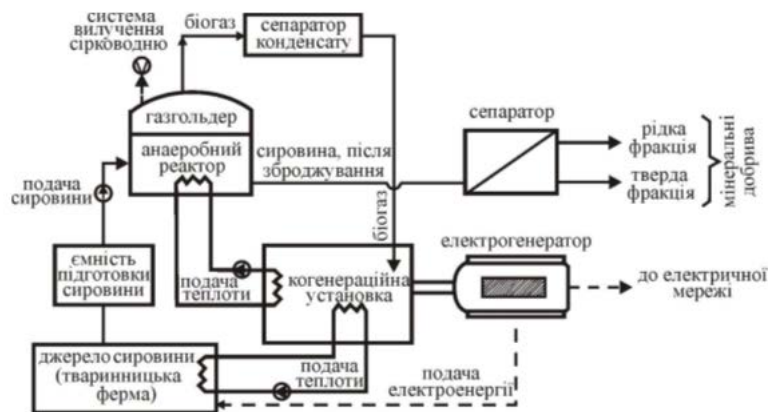 система
вилучення
сірководню
біогаз
сепаратор
конденсату
газгольдер
анаеробний
реактор
сировина, після
зброджування
сепаратор
рідка
фракція
тверда
фракція
мінеральні
добрива
подача
сировини
біогаз
ємність
підготовки
сировини
подача
теплоти
когенераційна
установка
електрогенератор
до електричної
мережі
джерело сировини
(тваринницька
ферма)
подача
теплоти
подача
електроенергії